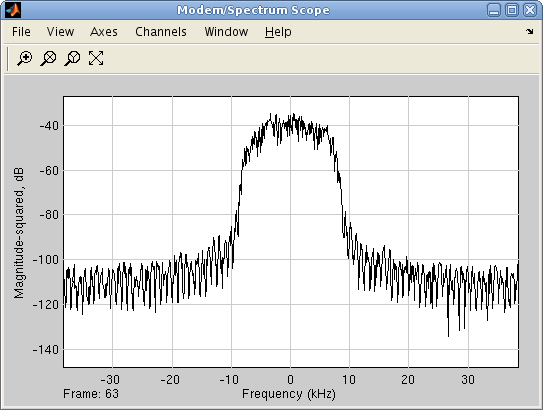 Modem/Spectrum Scope
File View Axes Channels Window Help
-40
-60
-80
-100
-120
-140
Magnitude-squared, dB
-30 -20 -10 0 10 20 30
Frame: 63 Frequency (kHz)